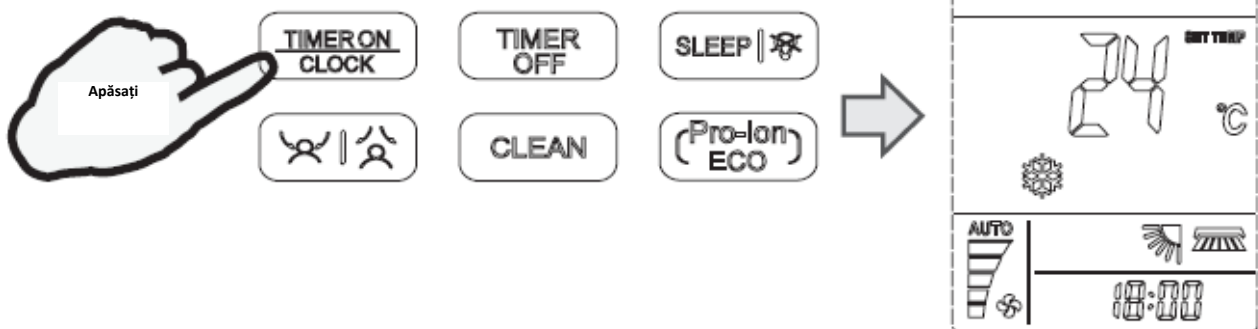 Apăsați
TIMER ON
CLOCK
TIMER
OFF
SLEEP
CLEAN
Pro-Ion
ECO
SET TEMP
24
°C
AUTO
18:00